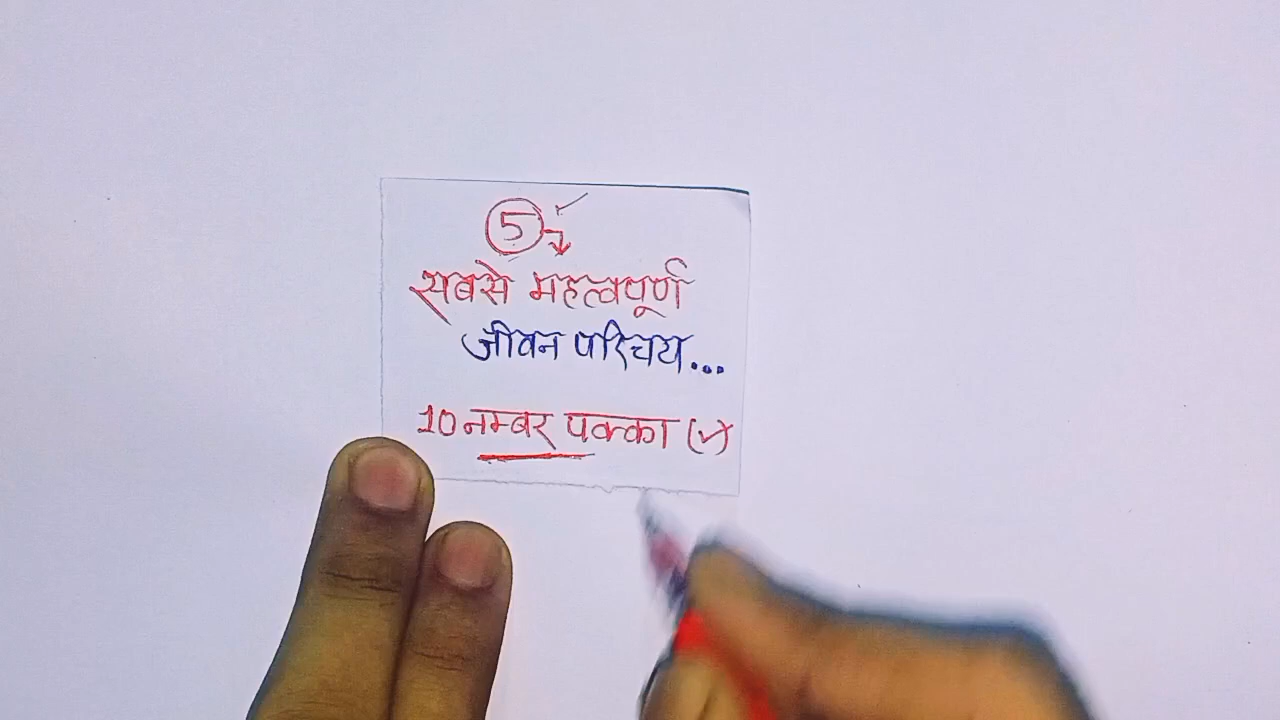 5 ✓
सबसे महत्वपूर्ण
जीवन परिचय...
10 नम्बर पक्का (✓)